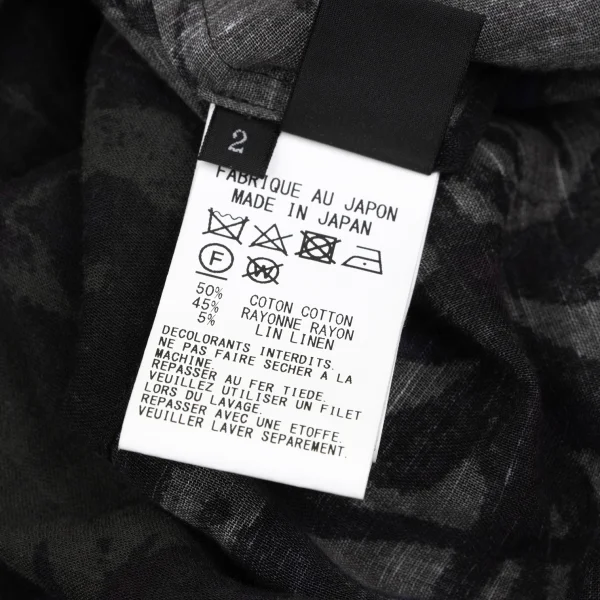 2
FABRIQUE AU JAPON
MADE IN JAPAN
F W
50% COTON COTTON
45% RAYONNE RAYON
5% LIN LINEN
DECOLORANTS INTERDITS.
NE PAS FAIRE SECHER A LA
MACHINE.
REPASSER AU FER TIEDE.
VEUILLEZ UTILISER UN FILET
LORS DU LAVAGE.
REPASSER AVEC UNE ETOFFE.
VEUILLER LAVER SEPAREMENT.